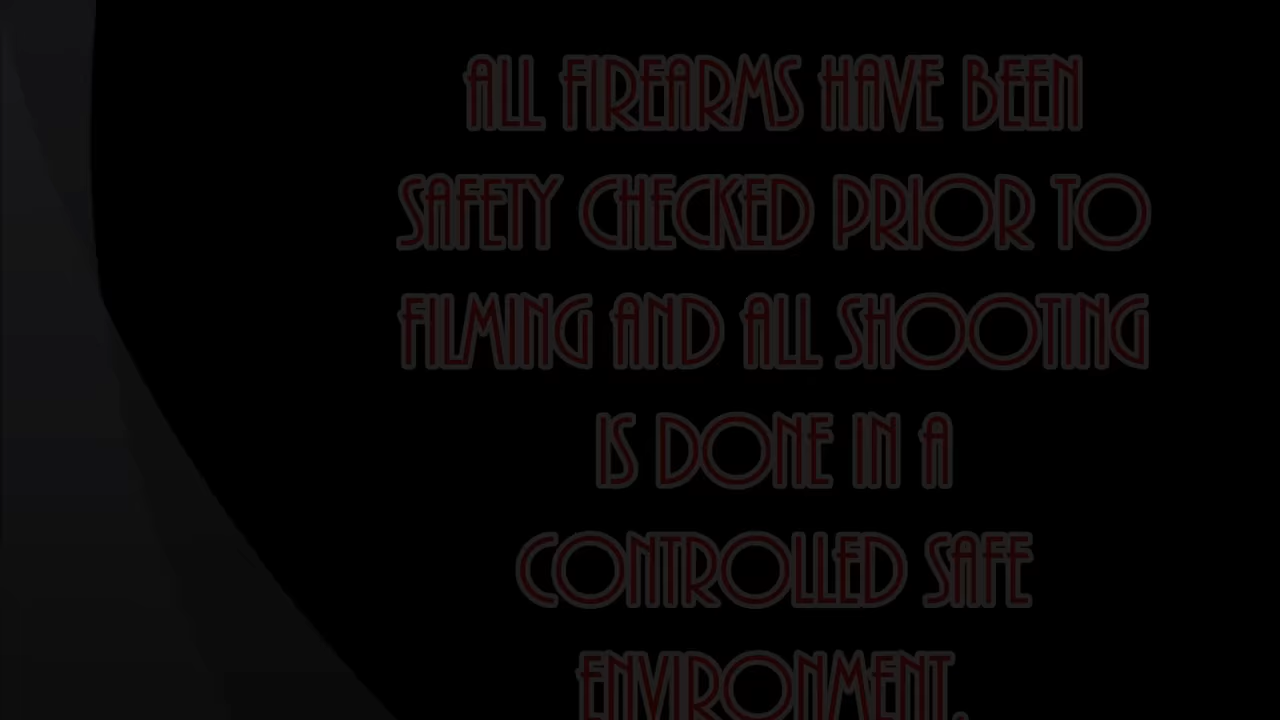 ALL FIREARMS HAVE BEEN
SAFETY CHECKED PRIOR TO
FILMING AND ALL SHOOTING
IS DONE IN A
CONTROLLED SAFE
ENVIRONMENT.